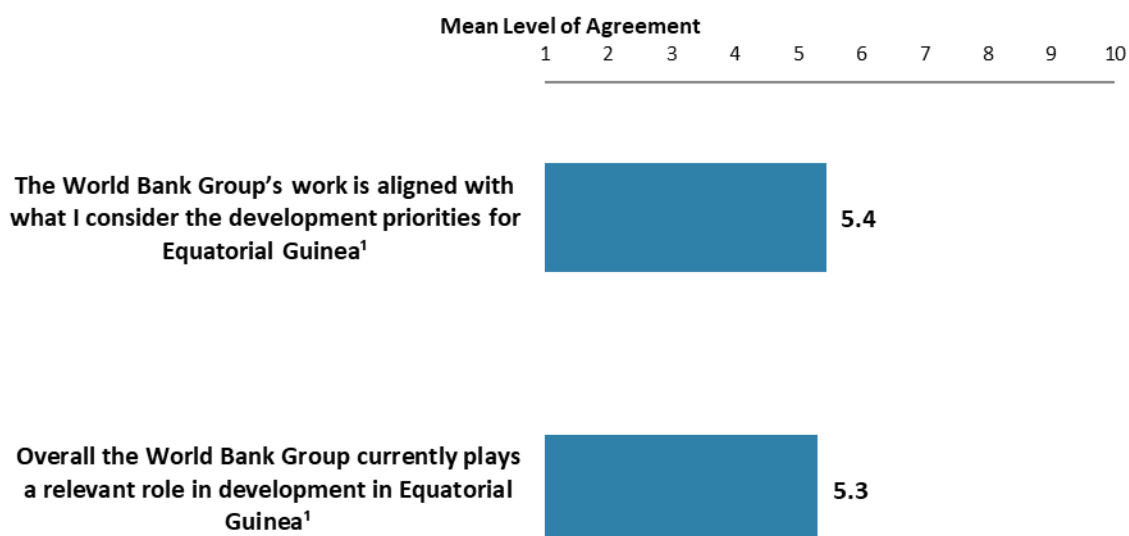 Mean Level of Agreement
1 2 3 4 5 6 7 8 9 10
The World Bank Group’s work is aligned with
what I consider the development priorities for
Equatorial Guinea¹
5.4
Overall the World Bank Group currently plays
a relevant role in development in Equatorial
Guinea¹
5.3